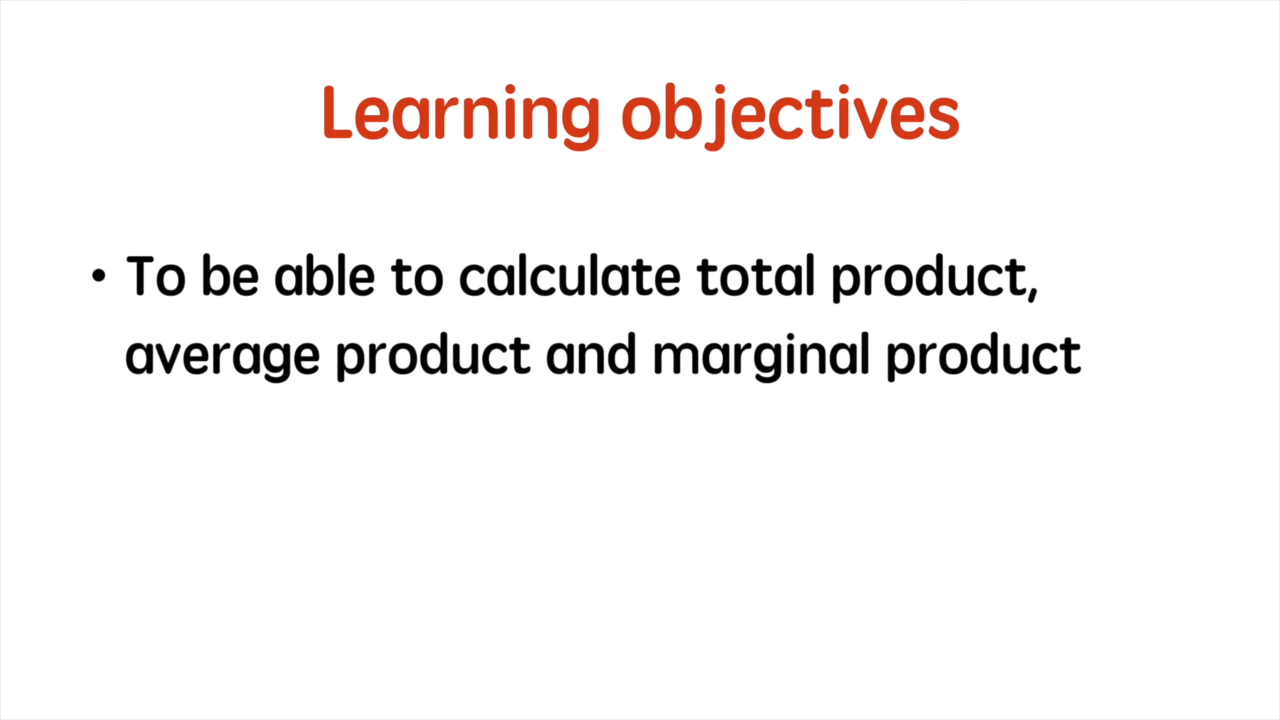 Learning objectives
• To be able to calculate total product,
average product and marginal product